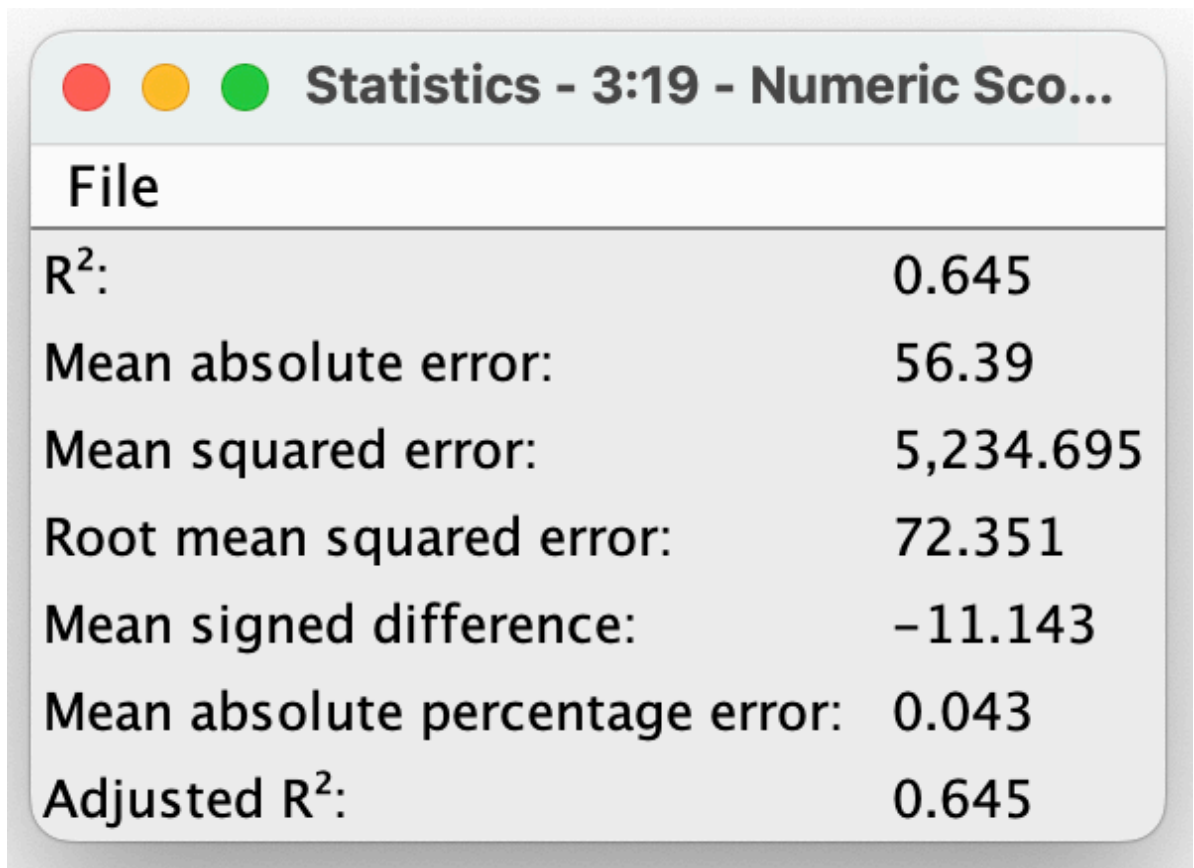 Statistics - 3:19 - Numeric Sco...
File
R²: 0.645
Mean absolute error: 56.39
Mean squared error: 5,234.695
Root mean squared error: 72.351
Mean signed difference: -11.143
Mean absolute percentage error: 0.043
Adjusted R²: 0.645